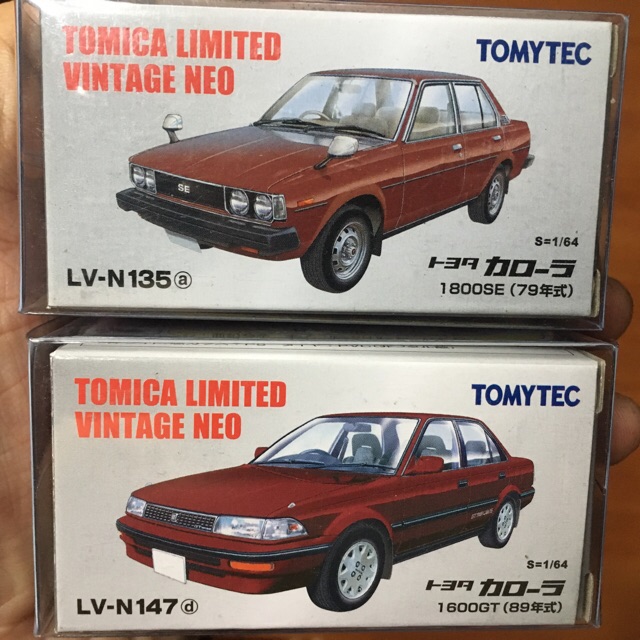 TOMICA LIMITED
VINTAGE NEO
TOMYTEC
SE
S=1/64
LV-N135ⓐ
トヨタ カローラ
1800SE（79年式）
TOMICA LIMITED
VINTAGE NEO
TOMYTEC
S=1/64
LV-N147ⓓ
トヨタ カローラ
1600GT（89年式）